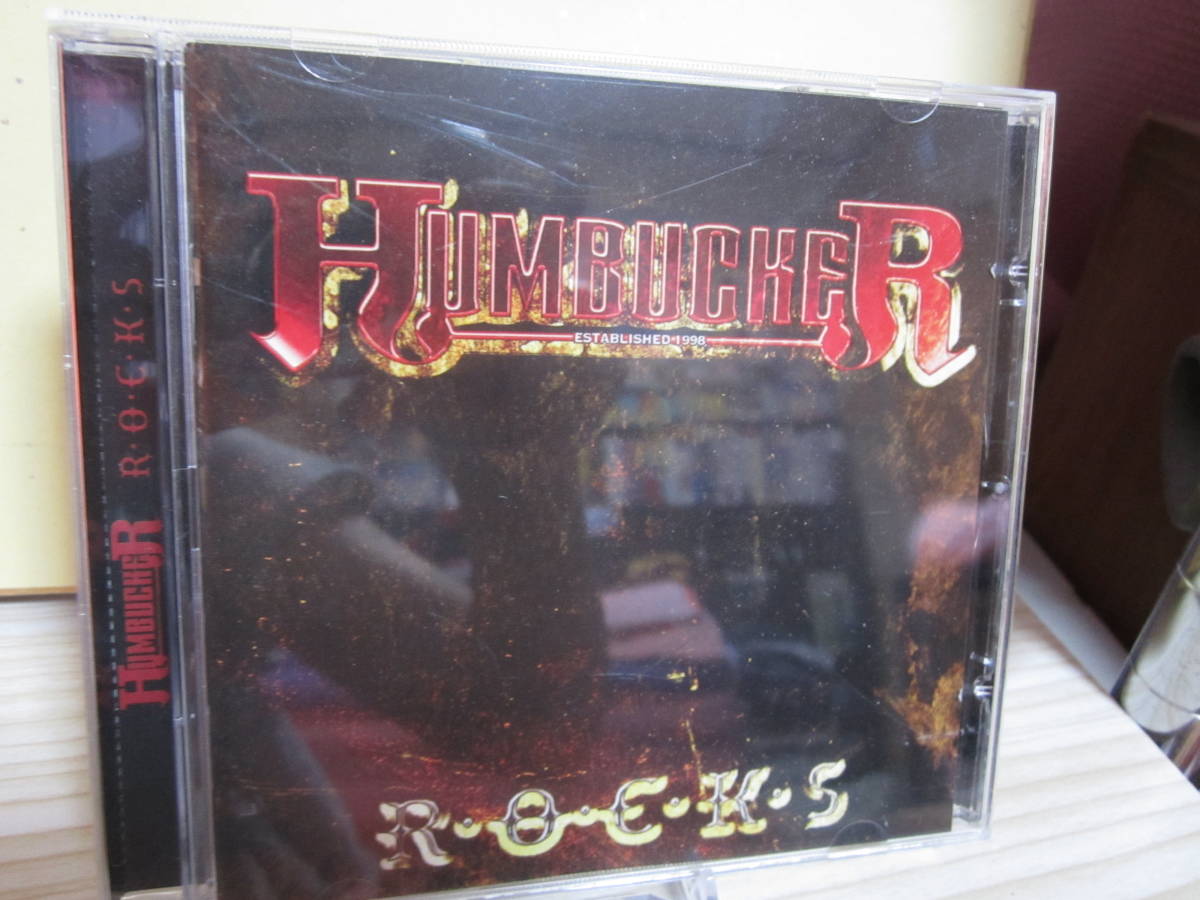 HUMBUCKER
ESTABLISHED 1998
R·O·C·K·S
HUMBUCKER R·O·C·K·S